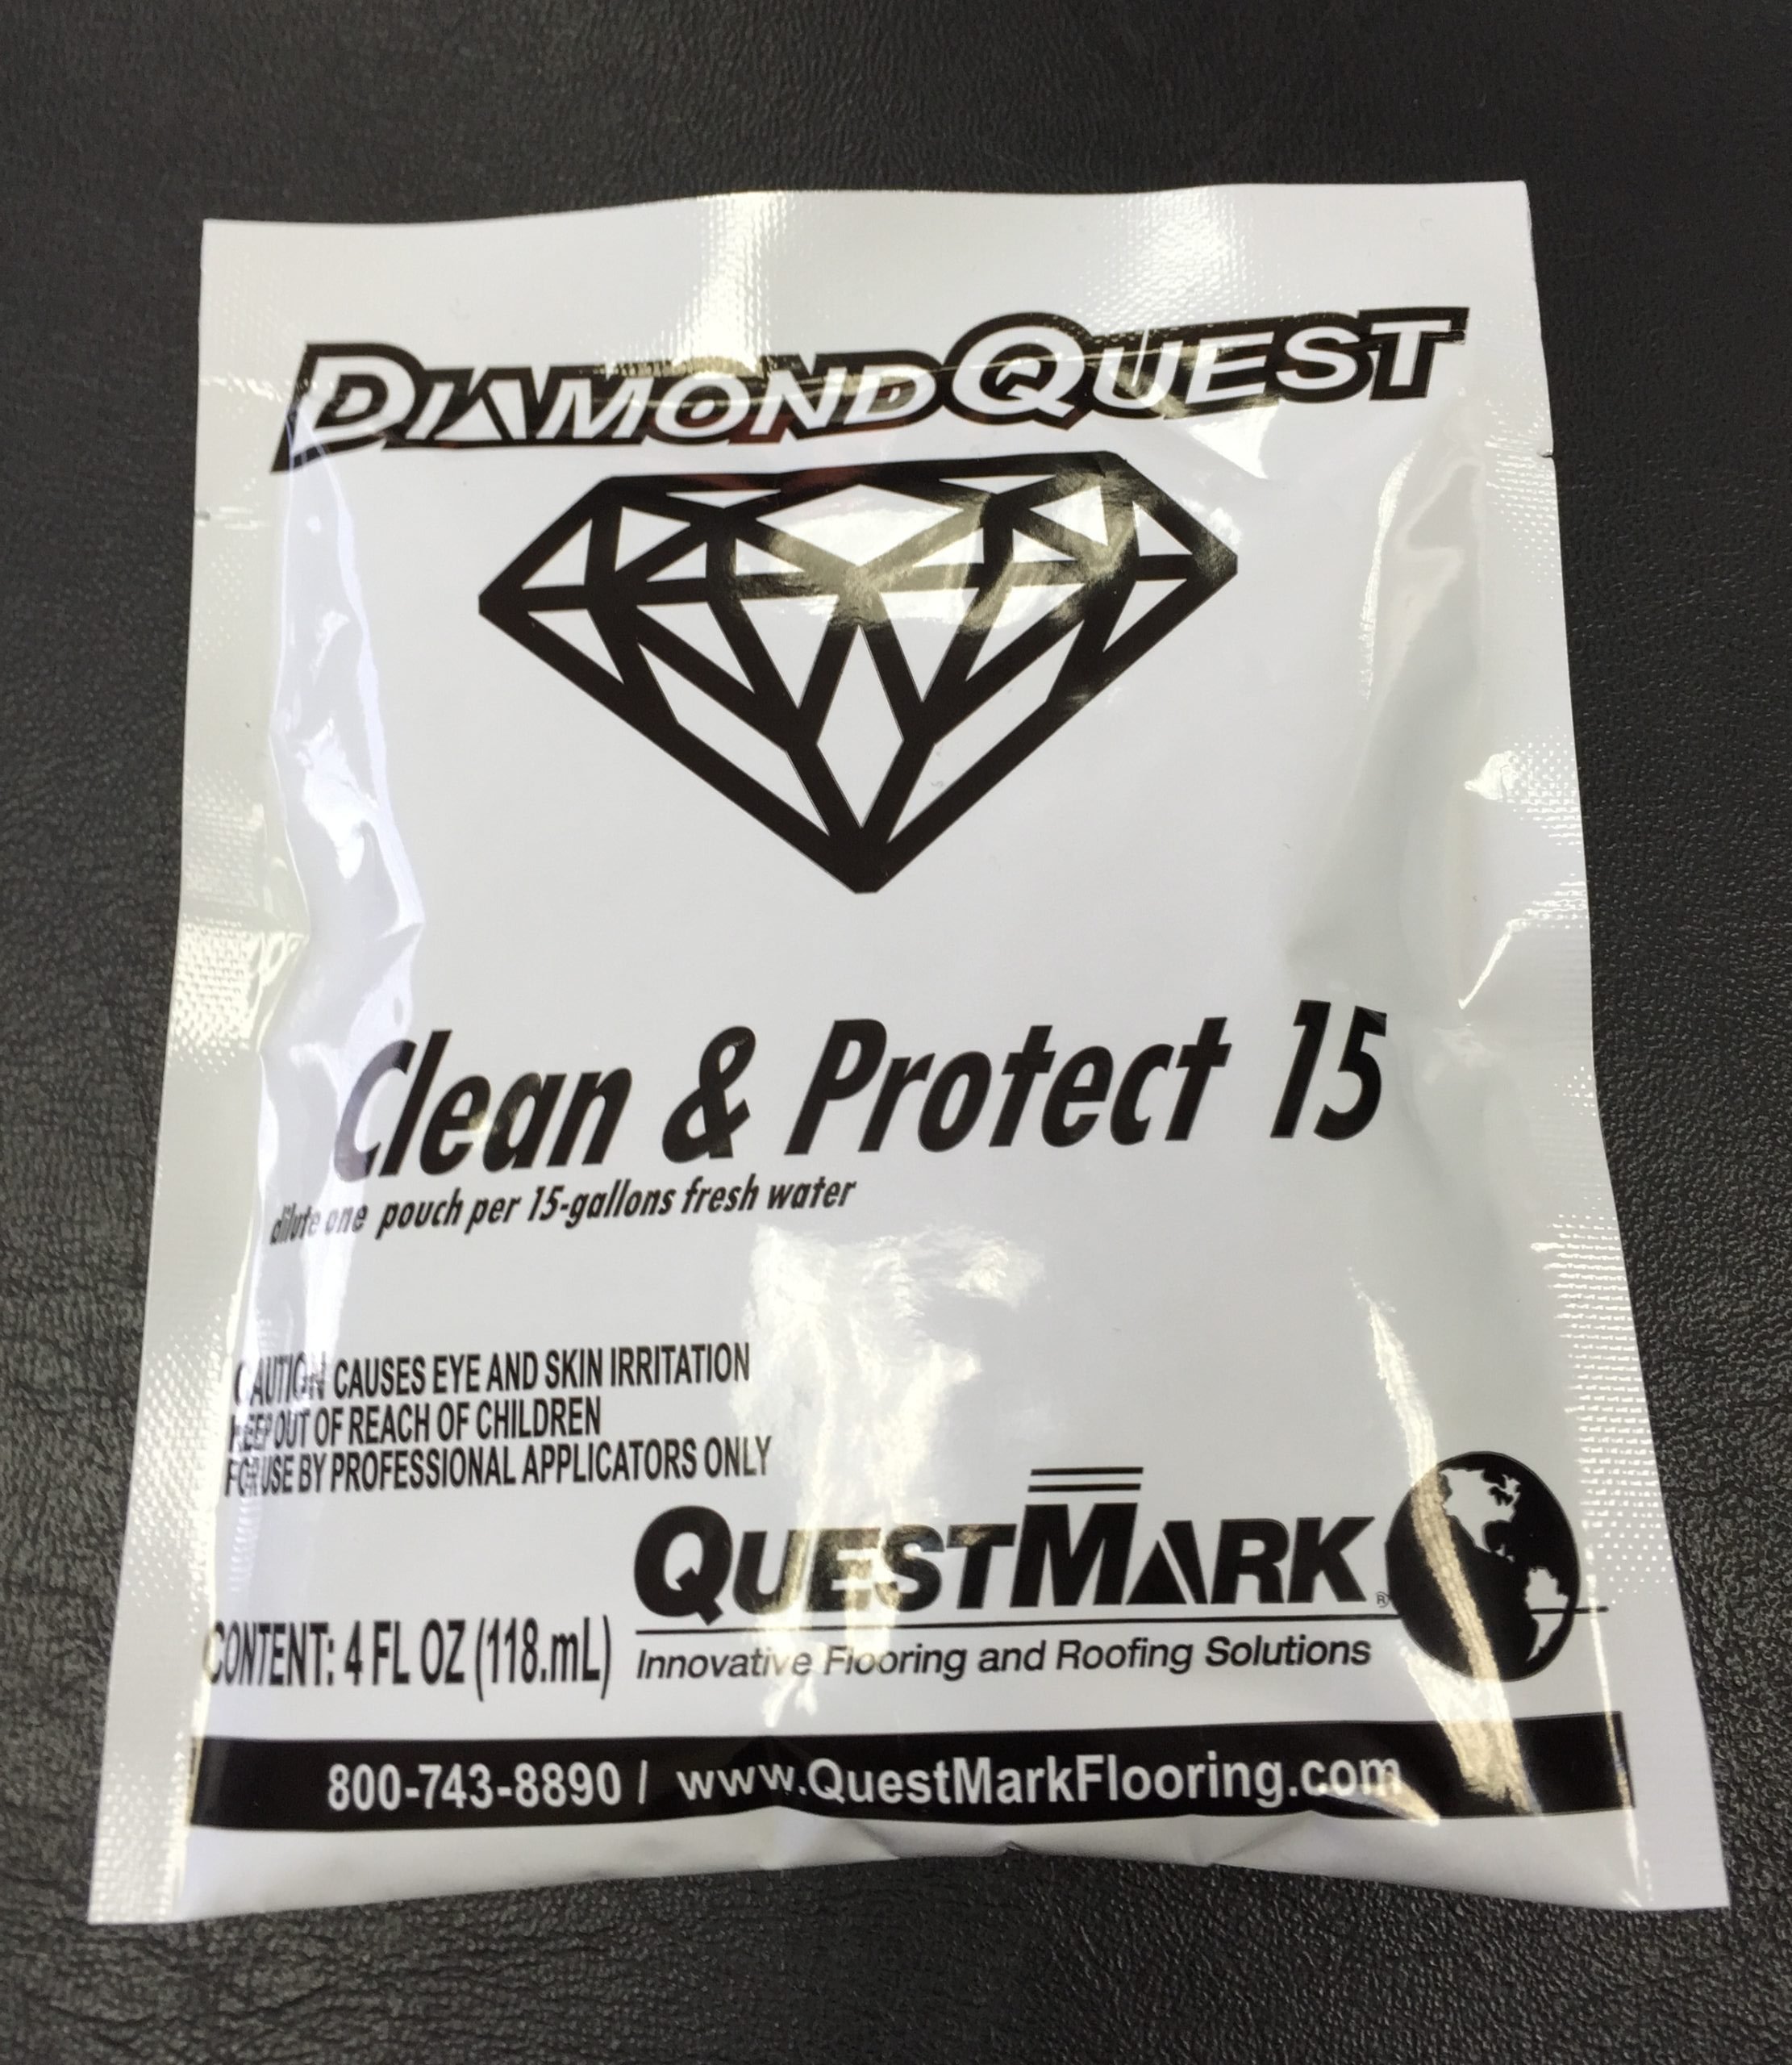 DIAMONDQUEST
Clean & Protect 15
dilute one pouch per 15-gallons fresh water
CAUTION CAUSES EYE AND SKIN IRRITATION
KEEP OUT OF REACH OF CHILDREN
FOR USE BY PROFESSIONAL APPLICATORS ONLY
QUESTMARK®
CONTENT: 4 FL OZ (118.mL)
Innovative Flooring and Roofing Solutions
800-743-8890 / www.QuestMarkFlooring.com